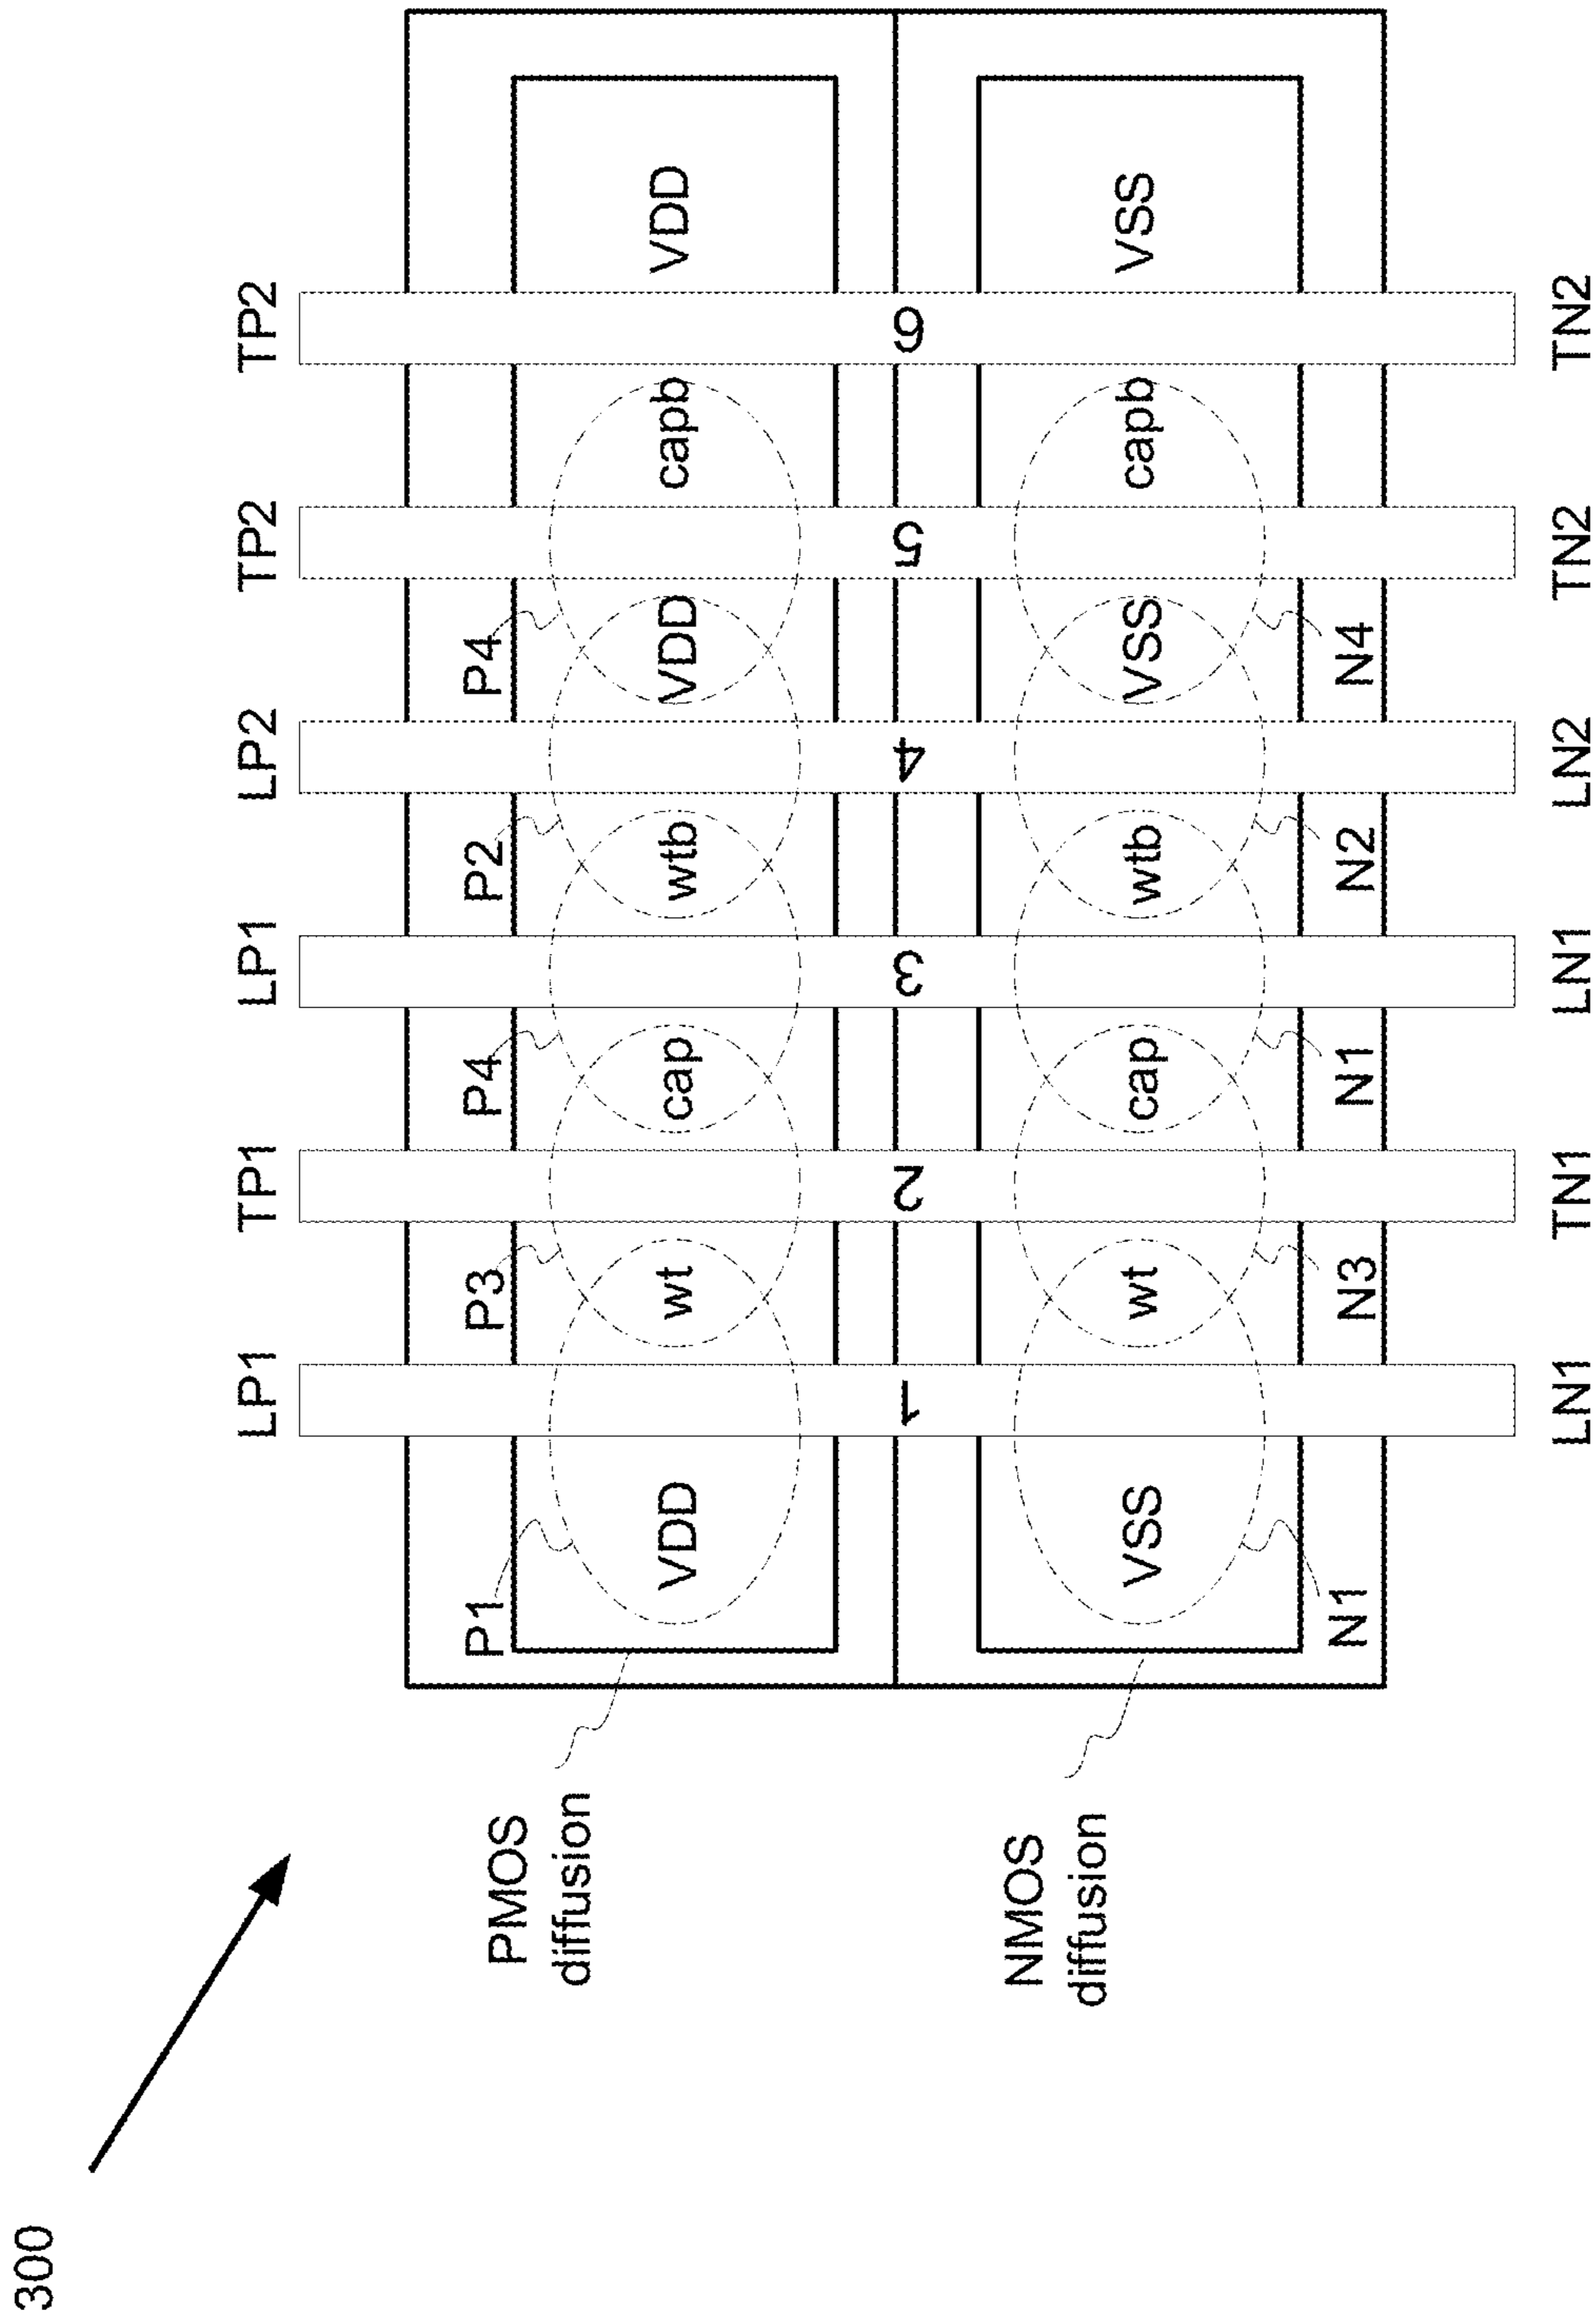 300
LP1 TP1 LP1 LP2 TP2 TP2
P1 P3 P4 P2 P4
PMOS
diffusion
VDD wt cap wtb VDD capb VDD
1 2 3 4 5 6
NMOS
diffusion
VSS wt cap wtb VSS capb VSS
N1 N3 N1 N2 N4
LN1 TN1 LN1 LN2 TN2 TN2